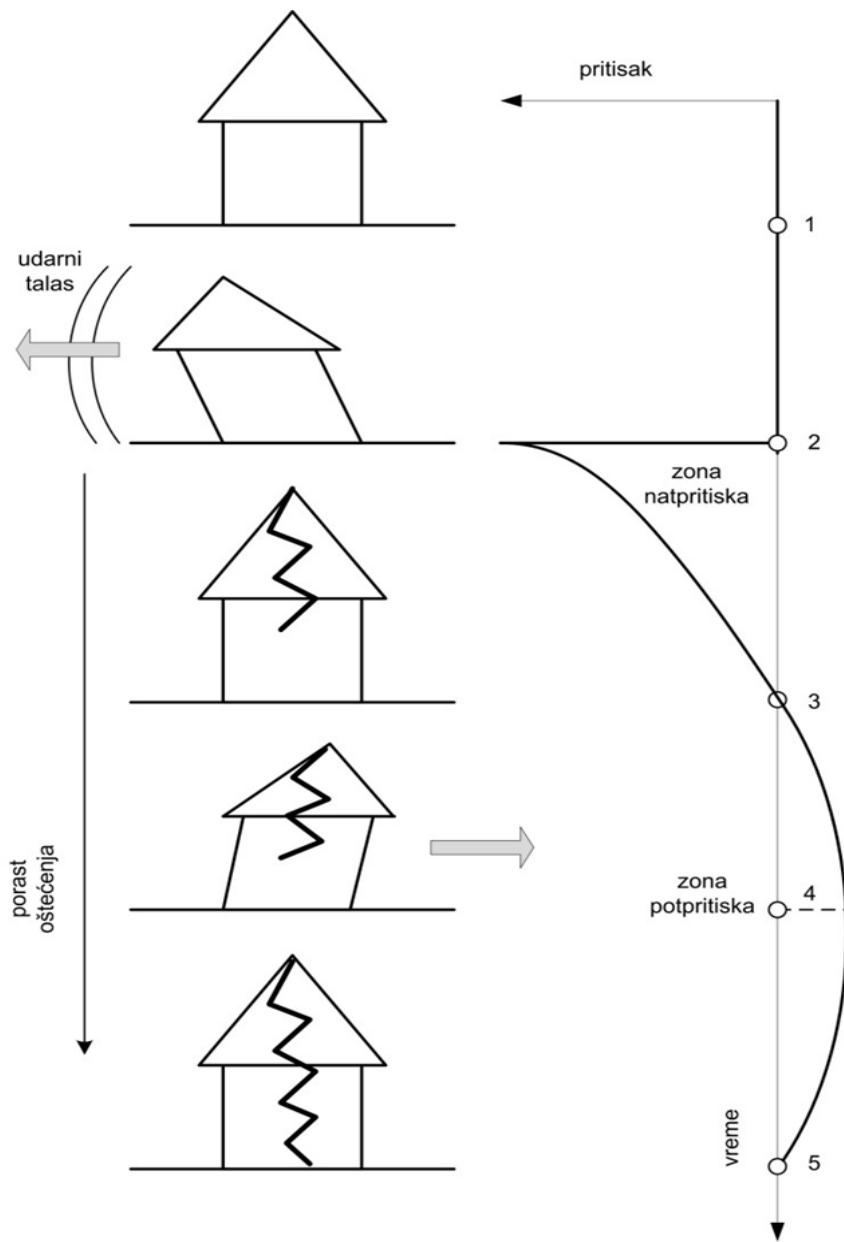 pritisak
1
udarni
talas
2
zona
natpritiska
3
porast
oštećenja
zona
potpritiska
4
vreme
5